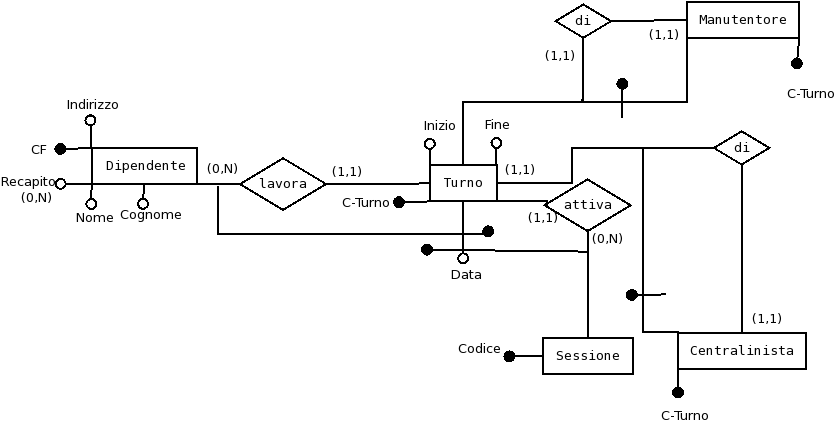 di
Manutentore
(1,1)
(1,1)
C-Turno
Indirizzo
Inizio
Fine
CF
Dipendente
(0,N)
(1,1)
(1,1)
di
Recapito
(0,N)
lavora
Turno
C-Turno
attiva
Nome
Cognome
(1,1)
(0,N)
Data
(1,1)
Codice
Sessione
Centralinista
C-Turno